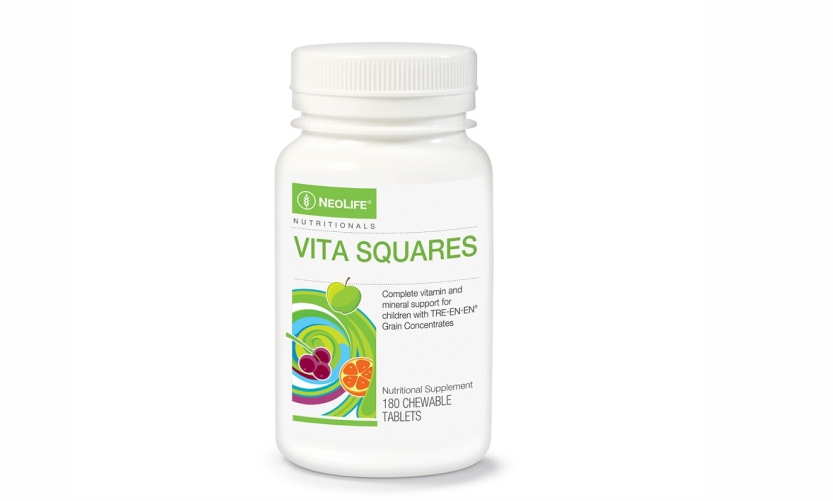 NEOLIFE®
NUTRITIONALS
VITA SQUARES
Complete vitamin and
mineral support for
children with TRE-EN-EN®
Grain Concentrates
Nutritional Supplement
180 CHEWABLE
TABLETS